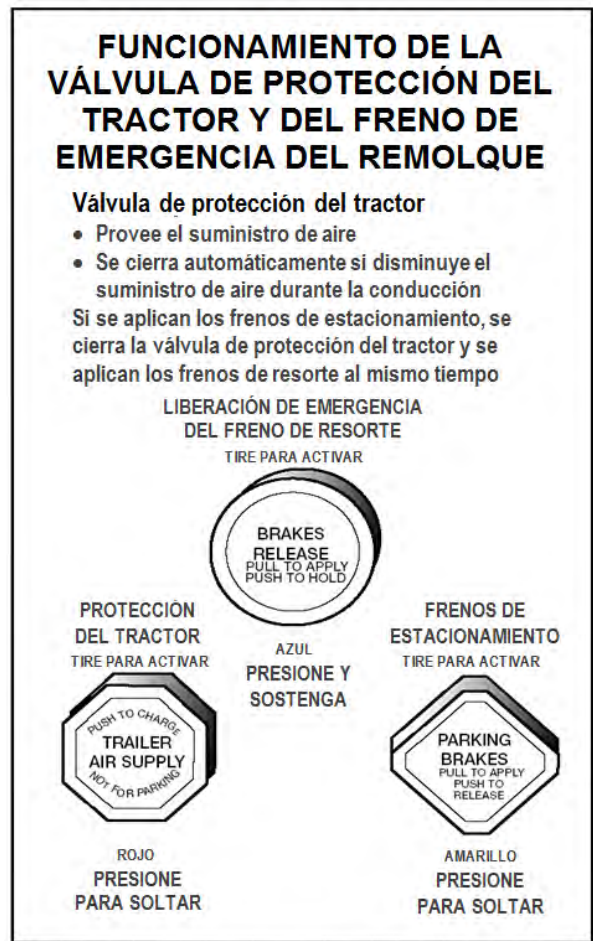 FUNCIONAMIENTO DE LA
VÁLVULA DE PROTECCIÓN DEL
TRACTOR Y DEL FRENO DE
EMERGENCIA DEL REMOLQUE
Válvula de protección del tractor
• Provee el suministro de aire
• Se cierra automáticamente si disminuye el
suministro de aire durante la conducción
Si se aplican los frenos de estacionamiento, se
cierra la válvula de protección del tractor y se
aplican los frenos de resorte al mismo tiempo
LIBERACIÓN DE EMERGENCIA
DEL FRENO DE RESORTE
TIRE PARA ACTIVAR
BRAKES
RELEASE
PULL TO APPLY
PUSH TO HOLD
AZUL
PRESIONE Y
SOSTENGA
PROTECCIÓN
DEL TRACTOR
TIRE PARA ACTIVAR
PUSH TO CHARGE
TRAILER
AIR SUPPLY
NOT FOR PARKING
ROJO
PRESIONE
PARA SOLTAR
FRENOS DE
ESTACIONAMIENTO
TIRE PARA ACTIVAR
PARKING
BRAKES
PULL TO APPLY
PUSH TO
RELEASE
AMARILLO
PRESIONE
PARA SOLTAR